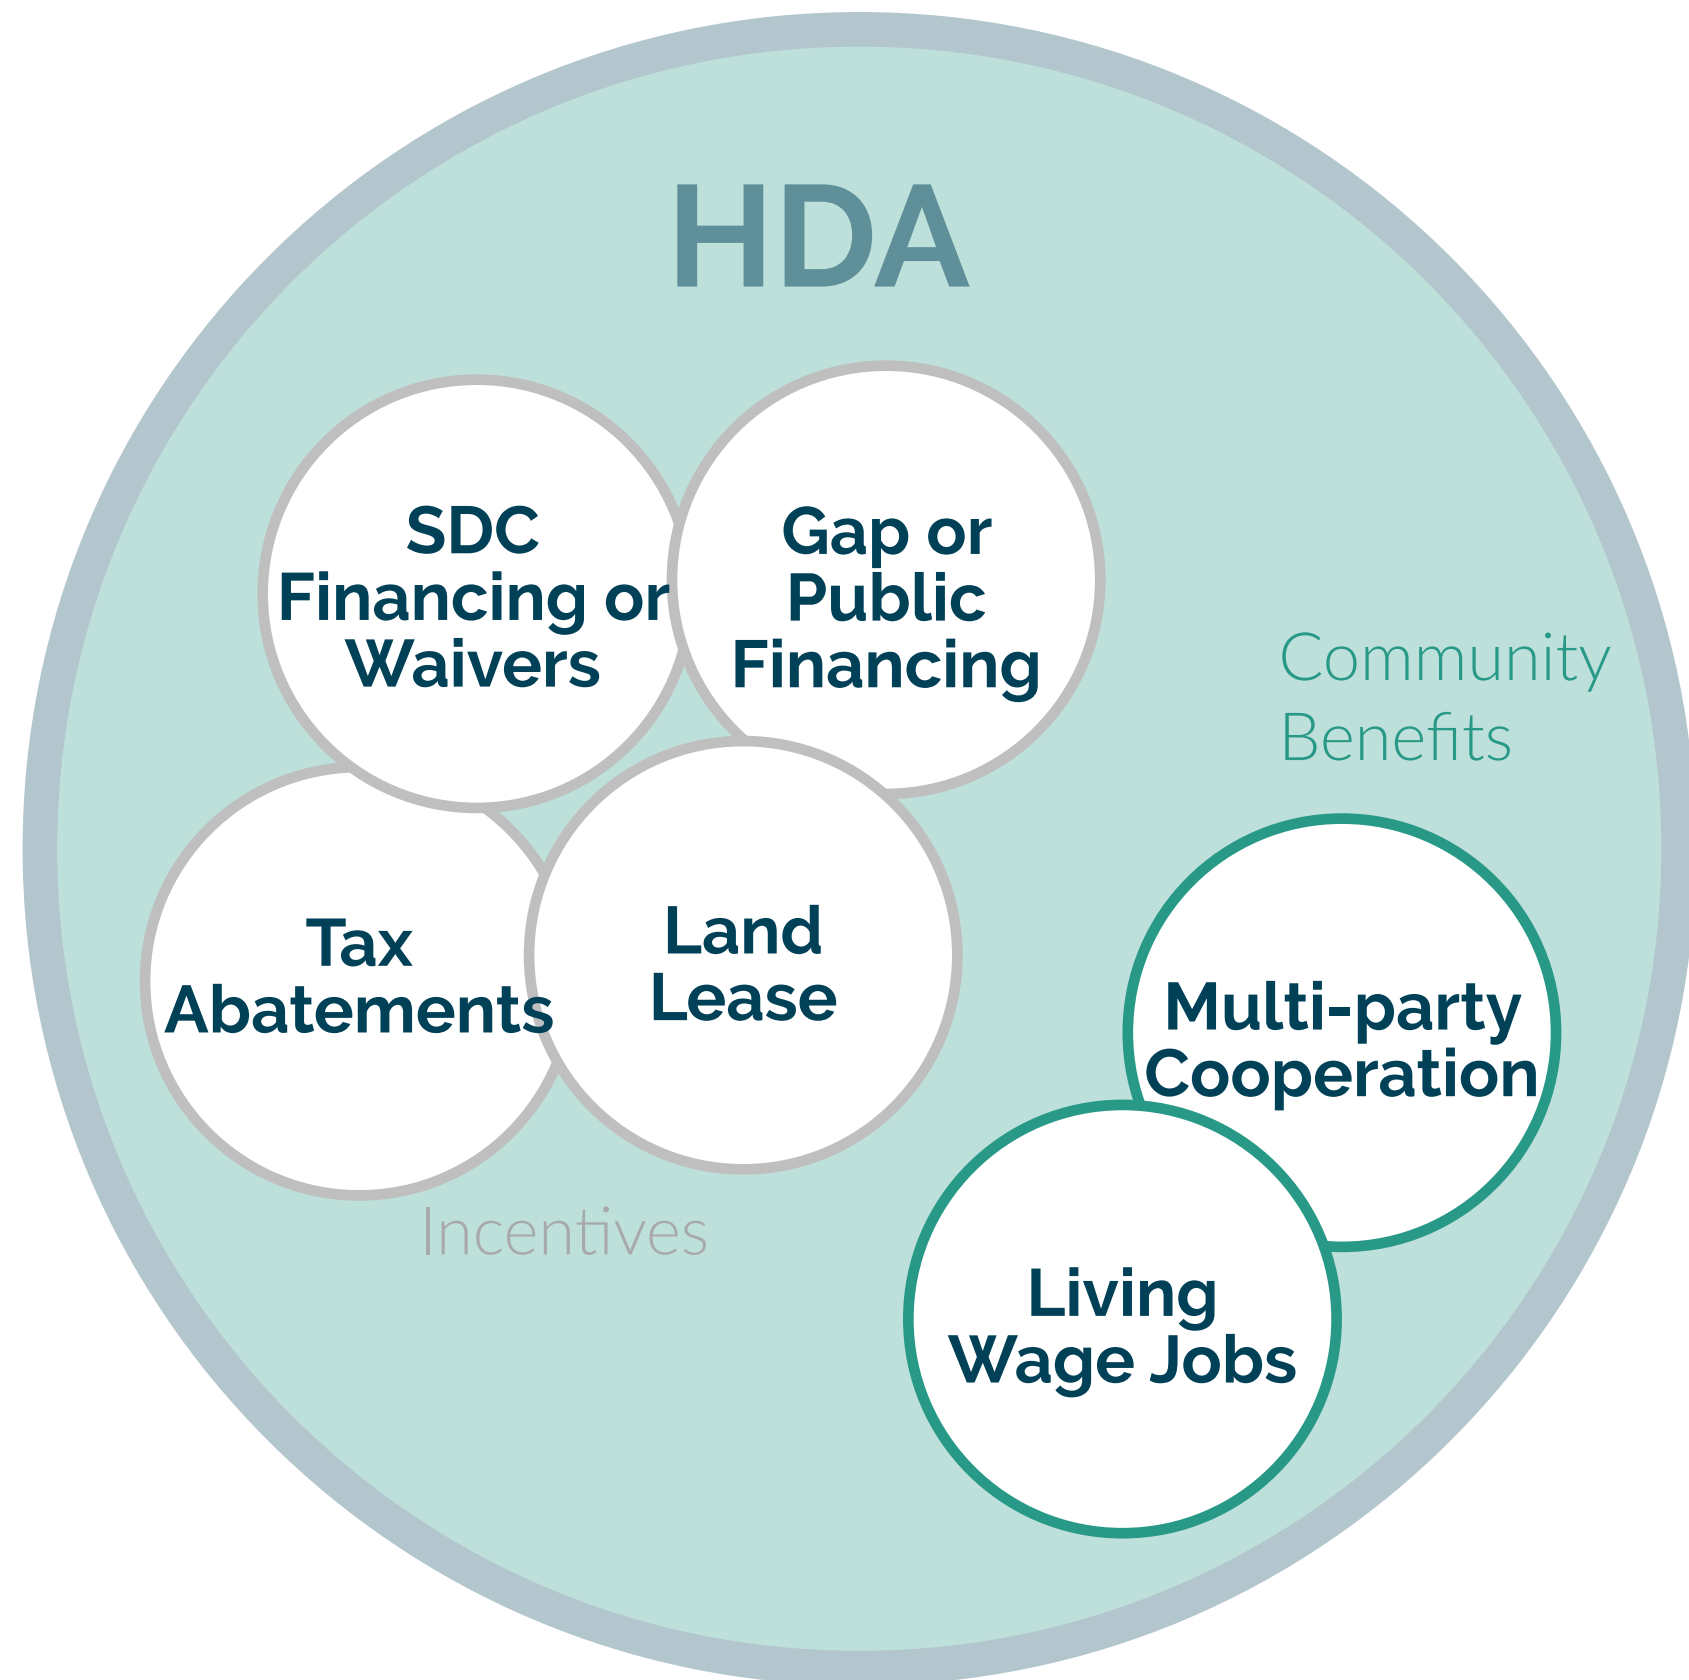 HDA
SDC
Financing or
Waivers
Gap or
Public
Financing
Tax
Abatements
Land
Lease
Incentives
Community
Benefits
Multi-party
Cooperation
Living
Wage Jobs